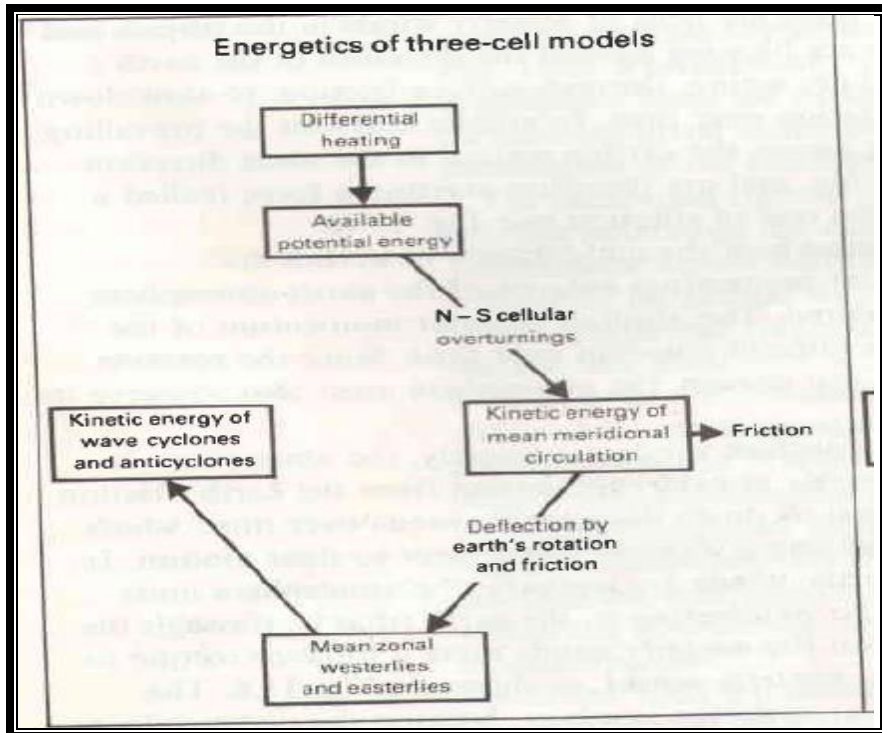 Energetics of three-cell models
Differential
heating
Available
potential energy
N – S cellular
overturnings
Kinetic energy of
wave cyclones
and anticyclones
Kinetic energy of
mean meridional
circulation
Friction
Deflection by
earth's rotation
and friction
Mean zonal
westerlies
and easterlies